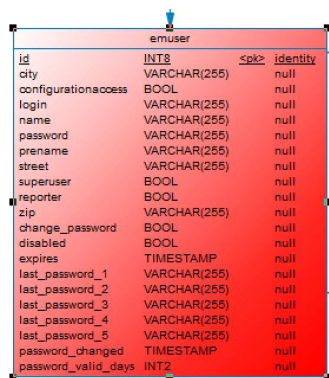 emuser
id INT8 <pk> identity
city VARCHAR(255) null
configurationaccess BOOL null
login VARCHAR(255) null
name VARCHAR(255) null
password VARCHAR(255) null
prename VARCHAR(255) null
street VARCHAR(255) null
superuser BOOL null
reporter BOOL null
zip VARCHAR(255) null
change_password BOOL null
disabled BOOL null
expires TIMESTAMP null
last_password_1 VARCHAR(255) null
last_password_2 VARCHAR(255) null
last_password_3 VARCHAR(255) null
last_password_4 VARCHAR(255) null
last_password_5 VARCHAR(255) null
password_changed TIMESTAMP null
password_valid_days INT2 null